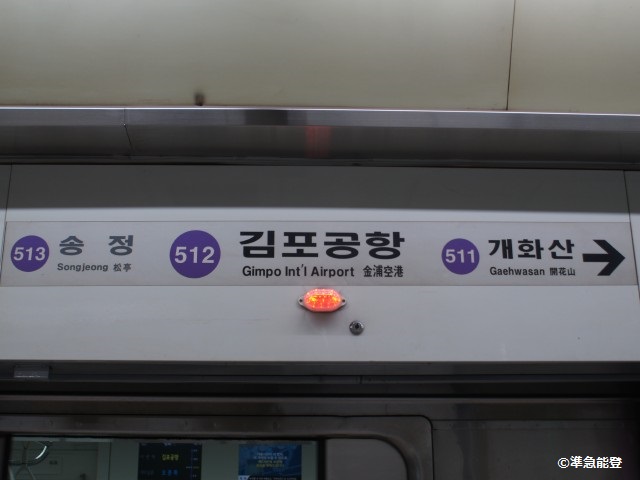 513 송정
Songjeong 松亭
512 김포공항
Gimpo Int'l Airport 金浦空港
511 개화산
Gaehwasan 開花山
©準急能登